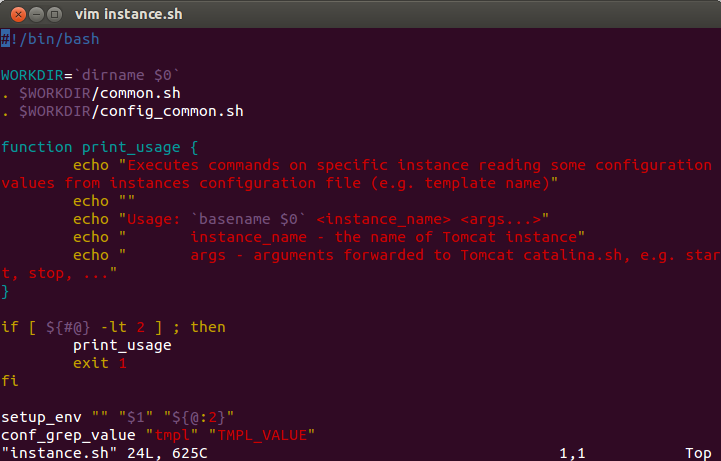 vim instance.sh
#!/bin/bash
WORKDIR=`dirname $0`
. $WORKDIR/common.sh
. $WORKDIR/config_common.sh
function print_usage {
        echo "Executes commands on specific instance reading some configuration
values from instances configuration file (e.g. template name)"
        echo ""
        echo "Usage: `basename $0` <instance_name> <args...>"
        echo "       instance_name - the name of Tomcat instance"
        echo "       args - arguments forwarded to Tomcat catalina.sh, e.g. star
t, stop, ..."
}
if [ ${#@} -lt 2 ] ; then
        print_usage
        exit 1
fi
setup_env "" "$1" "${@:2}"
conf_grep_value "tmpl" "TMPL_VALUE"
"instance.sh" 24L, 625C                                       1,1           Top